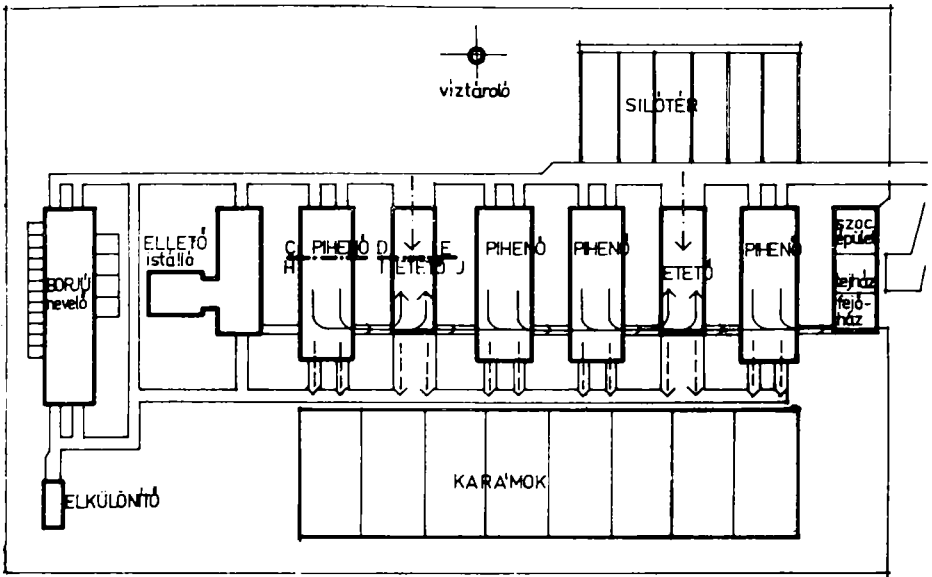 víztároló
SILÓTÉR
ELLETŐ
istálló
C PIHENŐ D E
H I ETETŐ J
PIHENŐ
PIHENŐ
ETETŐ
PIHENŐ
szoc.
épület
tejház
fejő-
ház
BORJÚ
nevelő
KARÁMOK
ELKÜLÖNÍTŐ